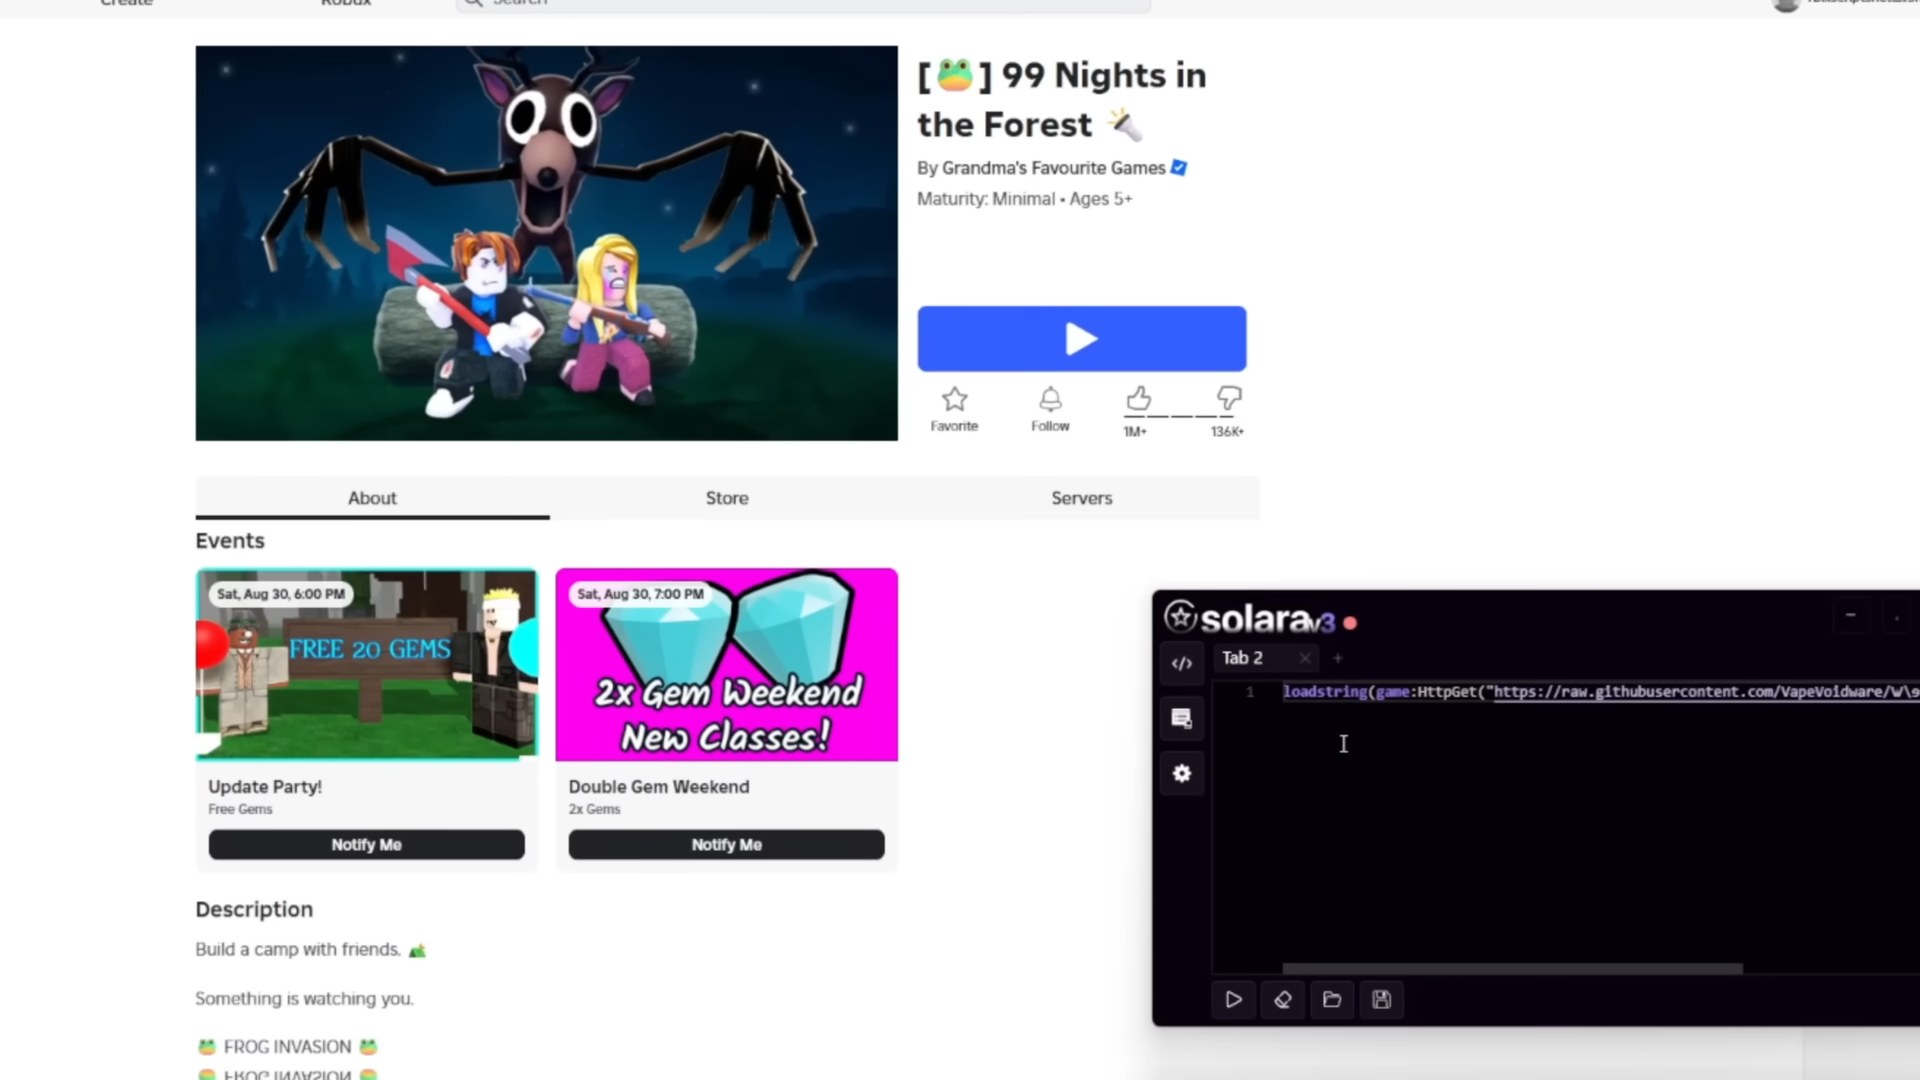 Create
Robux
Search
[🐸] 99 Nights in
the Forest 🔦
By Grandma's Favourite Games
Maturity: Minimal • Ages 5+
Favorite
Follow
1M+
136K+
About
Store
Servers
Events
Sat, Aug 30, 6:00 PM
FREE 20 GEMS
Update Party!
Free Gems
Notify Me
Sat, Aug 30, 7:00 PM
2x Gem Weekend
New Classes!
Double Gem Weekend
2x Gems
Notify Me
Description
Build a camp with friends. 🏕️
Something is watching you.
🐸 FROG INVASION 🐸
solara v3
Tab 2
1
loadstring(game:HttpGet("https://raw.githubusercontent.com/VapeVoidware/